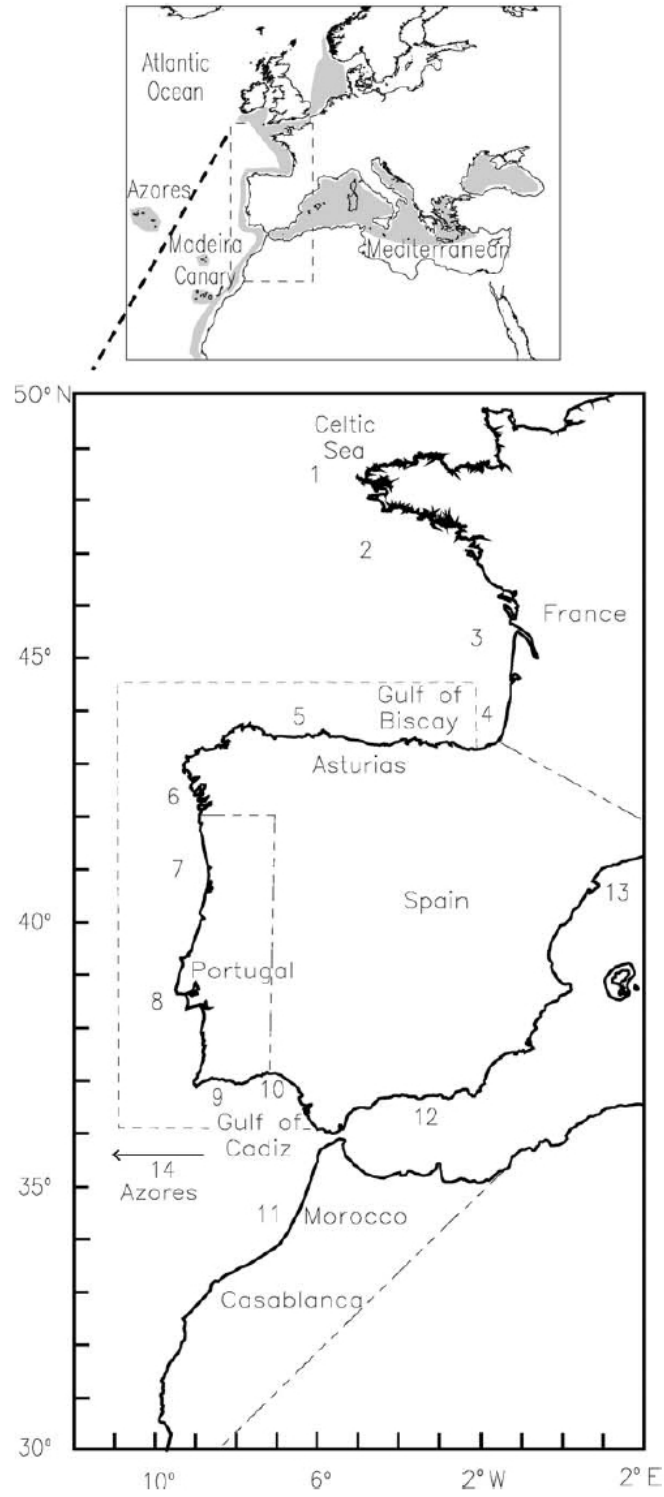 Atlantic
Ocean
Azores
Madeira
Canary
Mediterranean
50° N
Celtic
Sea
1
2
France
3
45°
Gulf of
Biscay
4
5
Asturias
6
7
13
40°
Spain
Portugal
8
9
10
12
Gulf of
Cadiz
14
Azores
35°
11
Morocco
Casablanca
30°
10° 6° 2° W 2° E